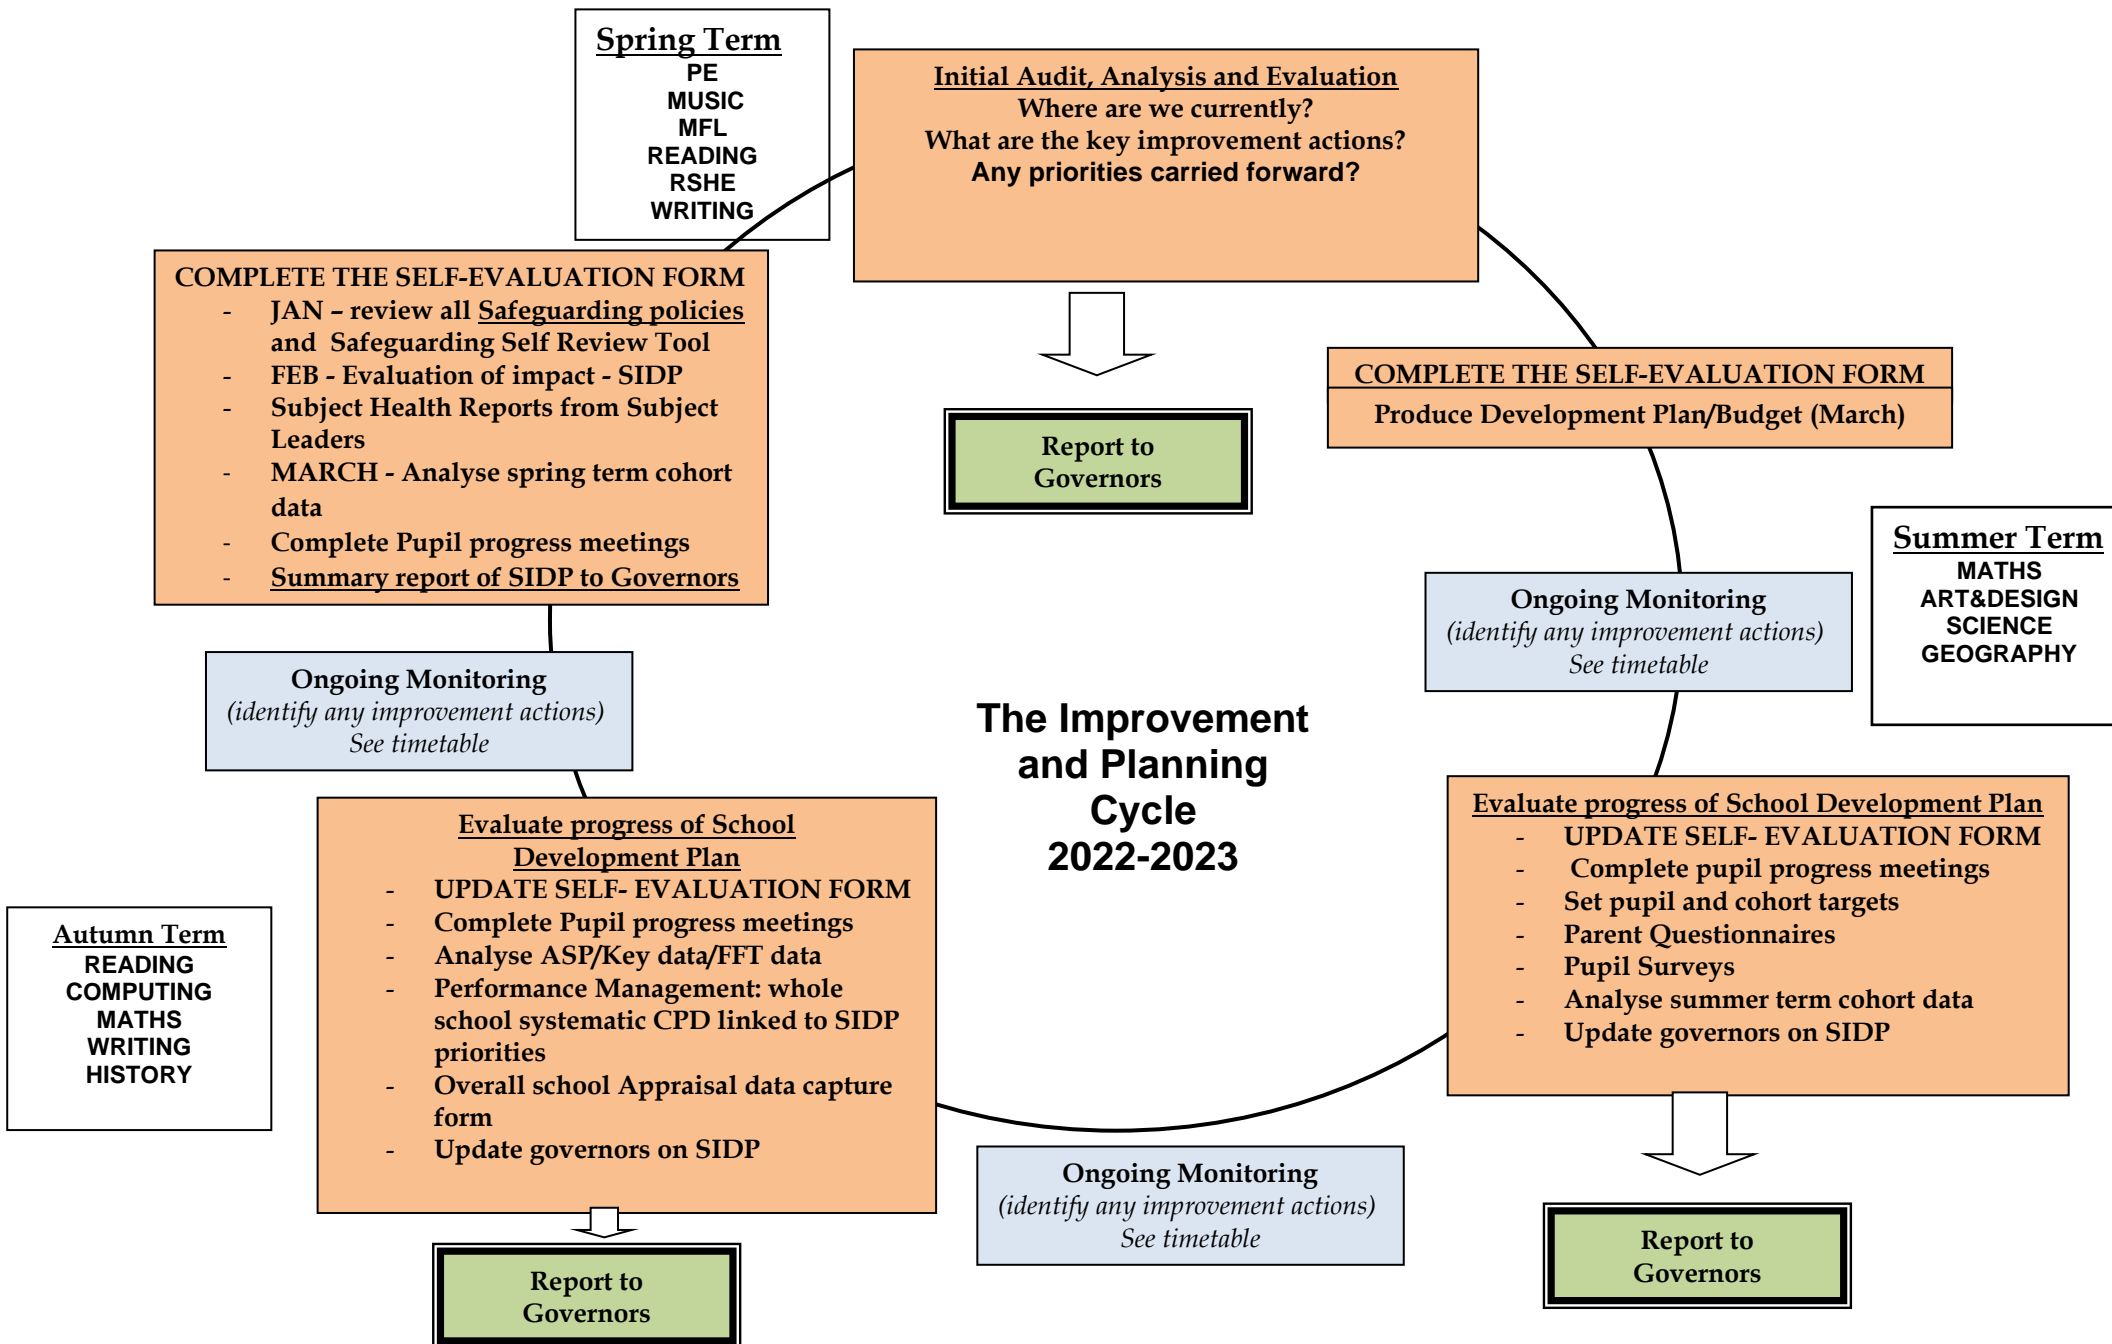 Spring Term
PE
MUSIC
MFL
READING
RSHE
WRITING
Initial Audit, Analysis and Evaluation
Where are we currently?
What are the key improvement actions?
Any priorities carried forward?
COMPLETE THE SELF-EVALUATION FORM
- JAN – review all Safeguarding policies
and Safeguarding Self Review Tool
- FEB - Evaluation of impact - SIDP
- Subject Health Reports from Subject
Leaders
- MARCH - Analyse spring term cohort
data
- Complete Pupil progress meetings
- Summary report of SIDP to Governors
Report to
Governors
COMPLETE THE SELF-EVALUATION FORM
Produce Development Plan/Budget (March)
Summer Term
MATHS
ART&DESIGN
SCIENCE
GEOGRAPHY
Ongoing Monitoring
(identify any improvement actions)
See timetable
Ongoing Monitoring
(identify any improvement actions)
See timetable
The Improvement
and Planning
Cycle
2022-2023
Evaluate progress of School Development Plan
- UPDATE SELF- EVALUATION FORM
- Complete pupil progress meetings
- Set pupil and cohort targets
- Parent Questionnaires
- Pupil Surveys
- Analyse summer term cohort data
- Update governors on SIDP
Evaluate progress of School
Development Plan
- UPDATE SELF- EVALUATION FORM
- Complete Pupil progress meetings
- Analyse ASP/Key data/FFT data
- Performance Management: whole
school systematic CPD linked to SIDP
priorities
- Overall school Appraisal data capture
form
- Update governors on SIDP
Autumn Term
READING
COMPUTING
MATHS
WRITING
HISTORY
Ongoing Monitoring
(identify any improvement actions)
See timetable
Report to
Governors
Report to
Governors